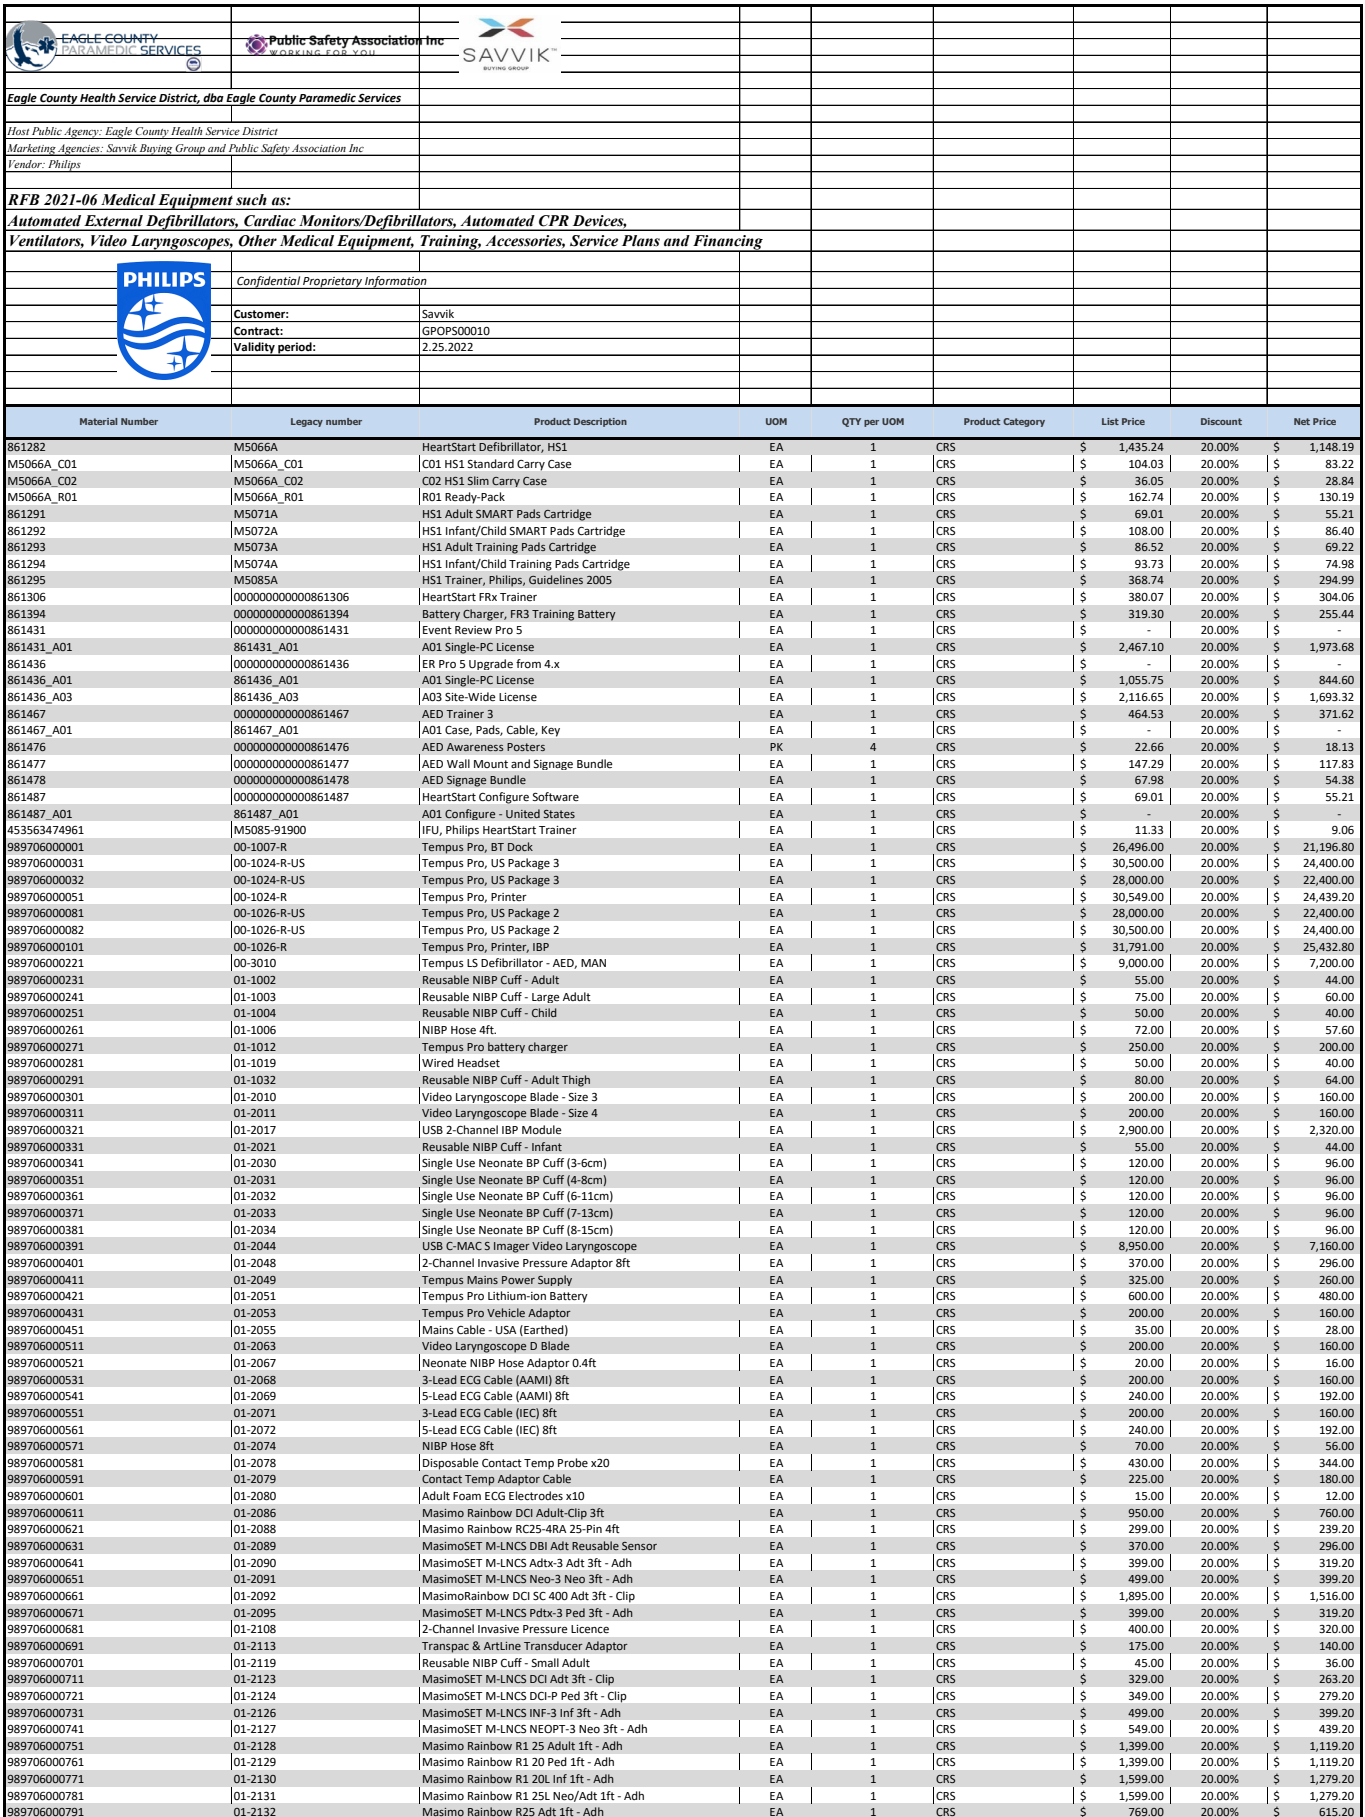 EAGLE COUNTY
PARAMEDIC SERVICES
Public Safety Association Inc
WORKING FOR YOU
SAVVIK™
BUYING GROUP
Eagle County Health Service District, dba Eagle County Paramedic Services
Host Public Agency: Eagle County Health Service District
Marketing Agencies: Savvik Buying Group and Public Safety Association Inc
Vendor: Philips
RFB 2021-06 Medical Equipment such as:
Automated External Defibrillators, Cardiac Monitors/Defibrillators, Automated CPR Devices,
Ventilators, Video Laryngoscopes, Other Medical Equipment, Training, Accessories, Service Plans and Financing
PHILIPS
Confidential Proprietary Information
Customer: Savvik
Contract: GPOPS00010
Validity period: 2.25.2022
Material Number Legacy number Product Description UOM QTY per UOM Product Category List Price Discount Net Price
861282 M5066A HeartStart Defibrillator, HS1 EA 1 CRS $ 1,435.24 20.00% $ 1,148.19
M5066A_C01 M5066A_C01 C01 HS1 Standard Carry Case EA 1 CRS $ 104.03 20.00% $ 83.22
M5066A_C02 M5066A_C02 C02 HS1 Slim Carry Case EA 1 CRS $ 36.05 20.00% $ 28.84
M5066A_R01 M5066A_R01 R01 Ready-Pack EA 1 CRS $ 162.74 20.00% $ 130.19
861291 M5071A HS1 Adult SMART Pads Cartridge EA 1 CRS $ 69.01 20.00% $ 55.21
861292 M5072A HS1 Infant/Child SMART Pads Cartridge EA 1 CRS $ 108.00 20.00% $ 86.40
861293 M5073A HS1 Adult Training Pads Cartridge EA 1 CRS $ 86.52 20.00% $ 69.22
861294 M5074A HS1 Infant/Child Training Pads Cartridge EA 1 CRS $ 93.73 20.00% $ 74.98
861295 M5085A HS1 Trainer, Philips, Guidelines 2005 EA 1 CRS $ 368.74 20.00% $ 294.99
861306 000000000000861306 HeartStart FRx Trainer EA 1 CRS $ 380.07 20.00% $ 304.06
861394 000000000000861394 Battery Charger, FR3 Training Battery EA 1 CRS $ 319.30 20.00% $ 255.44
861431 000000000000861431 Event Review Pro 5 EA 1 CRS $ - 20.00% $ -
861431_A01 861431_A01 A01 Single-PC License EA 1 CRS $ 2,467.10 20.00% $ 1,973.68
861436 000000000000861436 ER Pro 5 Upgrade from 4.x EA 1 CRS $ - 20.00% $ -
861436_A01 861436_A01 A01 Single-PC License EA 1 CRS $ 1,055.75 20.00% $ 844.60
861436_A03 861436_A03 A03 Site-Wide License EA 1 CRS $ 2,116.65 20.00% $ 1,693.32
861467 000000000000861467 AED Trainer 3 EA 1 CRS $ 464.53 20.00% $ 371.62
861467_A01 861467_A01 A01 Case, Pads, Cable, Key EA 1 CRS $ - 20.00% $ -
861476 000000000000861476 AED Awareness Posters PK 4 CRS $ 22.66 20.00% $ 18.13
861477 000000000000861477 AED Wall Mount and Signage Bundle EA 1 CRS $ 147.29 20.00% $ 117.83
861478 000000000000861478 AED Signage Bundle EA 1 CRS $ 67.98 20.00% $ 54.38
861487 000000000000861487 HeartStart Configure Software EA 1 CRS $ 69.01 20.00% $ 55.21
861487_A01 861487_A01 A01 Configure - United States EA 1 CRS $ - 20.00% $ -
453563474961 M5085-91900 IFU, Philips HeartStart Trainer EA 1 CRS $ 11.33 20.00% $ 9.06
989706000001 00-1007-R Tempus Pro, BT Dock EA 1 CRS $ 26,496.00 20.00% $ 21,196.80
989706000031 00-1024-R-US Tempus Pro, US Package 3 EA 1 CRS $ 30,500.00 20.00% $ 24,400.00
989706000032 00-1024-R-US Tempus Pro, US Package 3 EA 1 CRS $ 28,000.00 20.00% $ 22,400.00
989706000051 00-1024-R Tempus Pro, Printer EA 1 CRS $ 30,549.00 20.00% $ 24,439.20
989706000081 00-1026-R-US Tempus Pro, US Package 2 EA 1 CRS $ 28,000.00 20.00% $ 22,400.00
989706000082 00-1026-R-US Tempus Pro, US Package 2 EA 1 CRS $ 30,500.00 20.00% $ 24,400.00
989706000101 00-1026-R Tempus Pro, Printer, IBP EA 1 CRS $ 31,791.00 20.00% $ 25,432.80
989706000221 00-3010 Tempus LS Defibrillator - AED, MAN EA 1 CRS $ 9,000.00 20.00% $ 7,200.00
989706000231 01-1002 Reusable NIBP Cuff - Adult EA 1 CRS $ 55.00 20.00% $ 44.00
989706000241 01-1003 Reusable NIBP Cuff - Large Adult EA 1 CRS $ 75.00 20.00% $ 60.00
989706000251 01-1004 Reusable NIBP Cuff - Child EA 1 CRS $ 50.00 20.00% $ 40.00
989706000261 01-1006 NIBP Hose 4ft. EA 1 CRS $ 72.00 20.00% $ 57.60
989706000271 01-1012 Tempus Pro battery charger EA 1 CRS $ 250.00 20.00% $ 200.00
989706000281 01-1019 Wired Headset EA 1 CRS $ 50.00 20.00% $ 40.00
989706000291 01-1032 Reusable NIBP Cuff - Adult Thigh EA 1 CRS $ 80.00 20.00% $ 64.00
989706000301 01-2010 Video Laryngoscope Blade - Size 3 EA 1 CRS $ 200.00 20.00% $ 160.00
989706000311 01-2011 Video Laryngoscope Blade - Size 4 EA 1 CRS $ 200.00 20.00% $ 160.00
989706000321 01-2017 USB 2-Channel IBP Module EA 1 CRS $ 2,900.00 20.00% $ 2,320.00
989706000331 01-2021 Reusable NIBP Cuff - Infant EA 1 CRS $ 55.00 20.00% $ 44.00
989706000341 01-2030 Single Use Neonate BP Cuff (3-6cm) EA 1 CRS $ 120.00 20.00% $ 96.00
989706000351 01-2031 Single Use Neonate BP Cuff (4-8cm) EA 1 CRS $ 120.00 20.00% $ 96.00
989706000361 01-2032 Single Use Neonate BP Cuff (6-11cm) EA 1 CRS $ 120.00 20.00% $ 96.00
989706000371 01-2033 Single Use Neonate BP Cuff (7-13cm) EA 1 CRS $ 120.00 20.00% $ 96.00
989706000381 01-2034 Single Use Neonate BP Cuff (8-15cm) EA 1 CRS $ 120.00 20.00% $ 96.00
989706000391 01-2044 USB C-MAC S Imager Video Laryngoscope EA 1 CRS $ 8,950.00 20.00% $ 7,160.00
989706000401 01-2048 2-Channel Invasive Pressure Adaptor 8ft EA 1 CRS $ 370.00 20.00% $ 296.00
989706000411 01-2049 Tempus Mains Power Supply EA 1 CRS $ 325.00 20.00% $ 260.00
989706000421 01-2051 Tempus Pro Lithium-ion Battery EA 1 CRS $ 600.00 20.00% $ 480.00
989706000431 01-2053 Tempus Pro Vehicle Adaptor EA 1 CRS $ 200.00 20.00% $ 160.00
989706000451 01-2055 Mains Cable - USA (Earthed) EA 1 CRS $ 35.00 20.00% $ 28.00
989706000511 01-2063 Video Laryngoscope D Blade EA 1 CRS $ 200.00 20.00% $ 160.00
989706000521 01-2067 Neonate NIBP Hose Adaptor 0.4ft EA 1 CRS $ 20.00 20.00% $ 16.00
989706000531 01-2068 3-Lead ECG Cable (AAMI) 8ft EA 1 CRS $ 200.00 20.00% $ 160.00
989706000541 01-2069 5-Lead ECG Cable (AAMI) 8ft EA 1 CRS $ 240.00 20.00% $ 192.00
989706000551 01-2071 3-Lead ECG Cable (IEC) 8ft EA 1 CRS $ 200.00 20.00% $ 160.00
989706000561 01-2072 5-Lead ECG Cable (IEC) 8ft EA 1 CRS $ 240.00 20.00% $ 192.00
989706000571 01-2074 NIBP Hose 8ft EA 1 CRS $ 70.00 20.00% $ 56.00
989706000581 01-2078 Disposable Contact Temp Probe x20 EA 1 CRS $ 430.00 20.00% $ 344.00
989706000591 01-2079 Contact Temp Adaptor Cable EA 1 CRS $ 225.00 20.00% $ 180.00
989706000601 01-2080 Adult Foam ECG Electrodes x10 EA 1 CRS $ 15.00 20.00% $ 12.00
989706000611 01-2086 Masimo Rainbow DCI Adult-Clip 3ft EA 1 CRS $ 950.00 20.00% $ 760.00
989706000621 01-2088 Masimo Rainbow RC25-4RA 25-Pin 4ft EA 1 CRS $ 299.00 20.00% $ 239.20
989706000631 01-2089 MasimoSET M-LNCS DBI Adt Reusable Sensor EA 1 CRS $ 370.00 20.00% $ 296.00
989706000641 01-2090 MasimoSET M-LNCS Adtx-3 Adt 3ft - Adh EA 1 CRS $ 399.00 20.00% $ 319.20
989706000651 01-2091 MasimoSET M-LNCS Neo-3 Neo 3ft - Adh EA 1 CRS $ 499.00 20.00% $ 399.20
989706000661 01-2092 MasimoRainbow DCI SC 400 Adt 3ft - Clip EA 1 CRS $ 1,895.00 20.00% $ 1,516.00
989706000671 01-2095 MasimoSET M-LNCS Pdtx-3 Ped 3ft - Adh EA 1 CRS $ 399.00 20.00% $ 319.20
989706000681 01-2108 2-Channel Invasive Pressure Licence EA 1 CRS $ 400.00 20.00% $ 320.00
989706000691 01-2113 Transpac & ArtLine Transducer Adaptor EA 1 CRS $ 175.00 20.00% $ 140.00
989706000701 01-2119 Reusable NIBP Cuff - Small Adult EA 1 CRS $ 45.00 20.00% $ 36.00
989706000711 01-2123 MasimoSET M-LNCS DCI Adt 3ft - Clip EA 1 CRS $ 329.00 20.00% $ 263.20
989706000721 01-2124 MasimoSET M-LNCS DCI-P Ped 3ft - Clip EA 1 CRS $ 349.00 20.00% $ 279.20
989706000731 01-2126 MasimoSET M-LNCS INF-3 Inf 3ft - Adh EA 1 CRS $ 499.00 20.00% $ 399.20
989706000741 01-2127 MasimoSET M-LNCS NEOPT-3 Neo 3ft - Adh EA 1 CRS $ 549.00 20.00% $ 439.20
989706000751 01-2128 Masimo Rainbow R1 25 Adult 1ft - Adh EA 1 CRS $ 1,399.00 20.00% $ 1,119.20
989706000761 01-2129 Masimo Rainbow R1 20 Ped 1ft - Adh EA 1 CRS $ 1,399.00 20.00% $ 1,119.20
989706000771 01-2130 Masimo Rainbow R1 20L Inf 1ft - Adh EA 1 CRS $ 1,599.00 20.00% $ 1,279.20
989706000781 01-2131 Masimo Rainbow R1 25L Neo/Adt 1ft - Adh EA 1 CRS $ 1,599.00 20.00% $ 1,279.20
989706000791 01-2132 Masimo Rainbow R25 Adt 1ft - Adh EA 1 CRS $ 769.00 20.00% $ 615.20